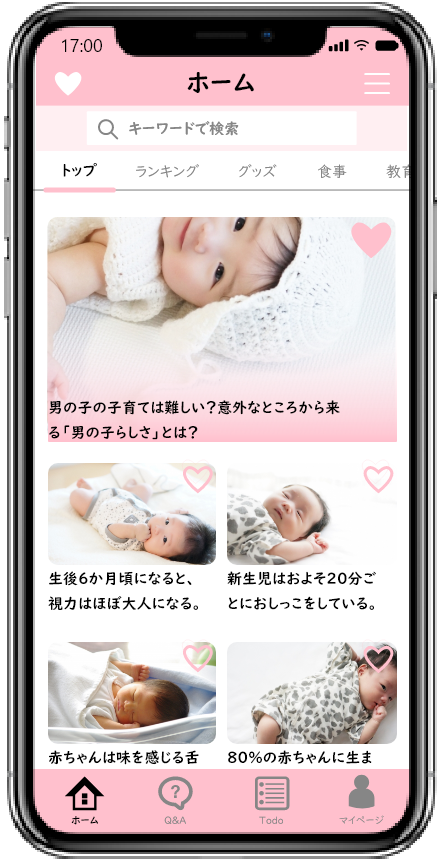 17:00
ホーム
キーワードで検索
トップ ランキング グッズ 食事 教育
男の子の子育ては難しい？意外なところから来
る「男の子らしさ」とは？
生後6か月頃になると、
視力はほぼ大人になる。
新生児はおよそ20分ご
とにおしっこをしている。
赤ちゃんは味を感じる舌
80％の赤ちゃんに生ま
ホーム Q&A Todo マイページ